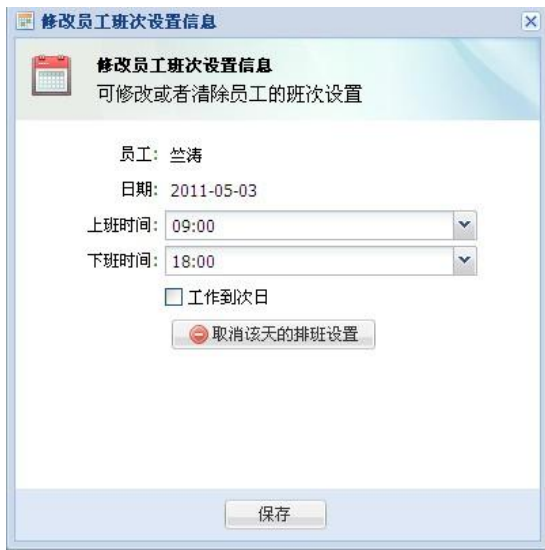 修改员工班次设置信息
修改员工班次设置信息
可修改或者清除员工的班次设置
员工: 竺涛
日期: 2011-05-03
上班时间: 09:00
下班时间: 18:00
工作到次日
取消该天的排班设置
保存